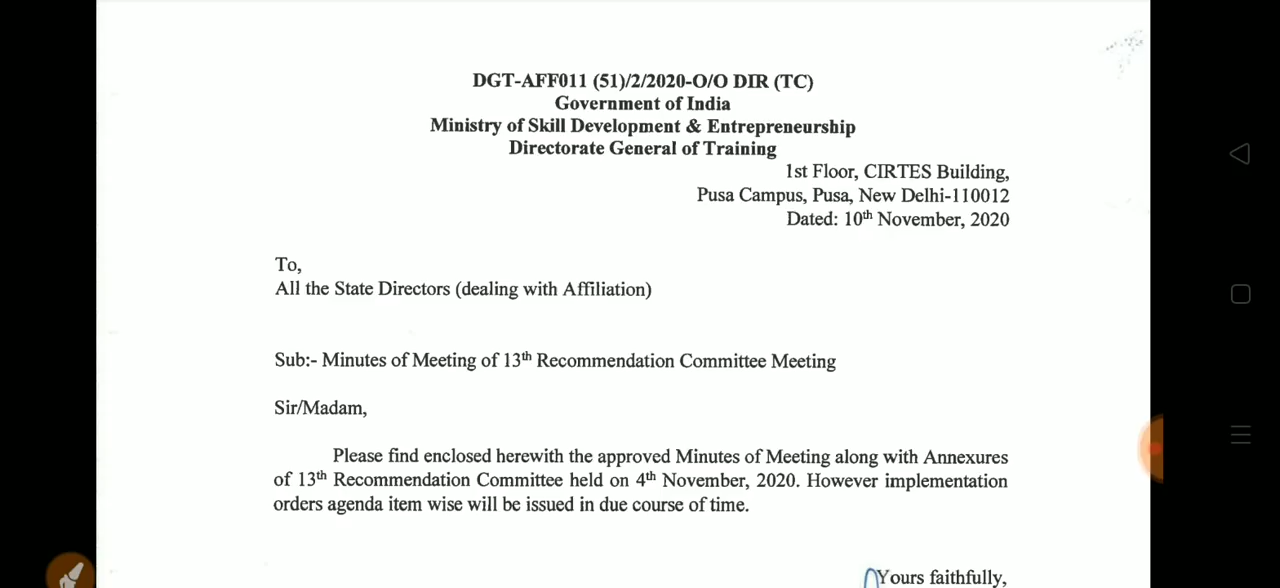 DGT-AFF011 (51)/2/2020-O/O DIR (TC)
Government of India
Ministry of Skill Development & Entrepreneurship
Directorate General of Training
1st Floor, CIRTES Building,
Pusa Campus, Pusa, New Delhi-110012
Dated: 10th November, 2020
To,
All the State Directors (dealing with Affiliation)
Sub:- Minutes of Meeting of 13th Recommendation Committee Meeting
Sir/Madam,
Please find enclosed herewith the approved Minutes of Meeting along with Annexures
of 13th Recommendation Committee held on 4th November, 2020. However implementation
orders agenda item wise will be issued in due course of time.
Yours faithfully,